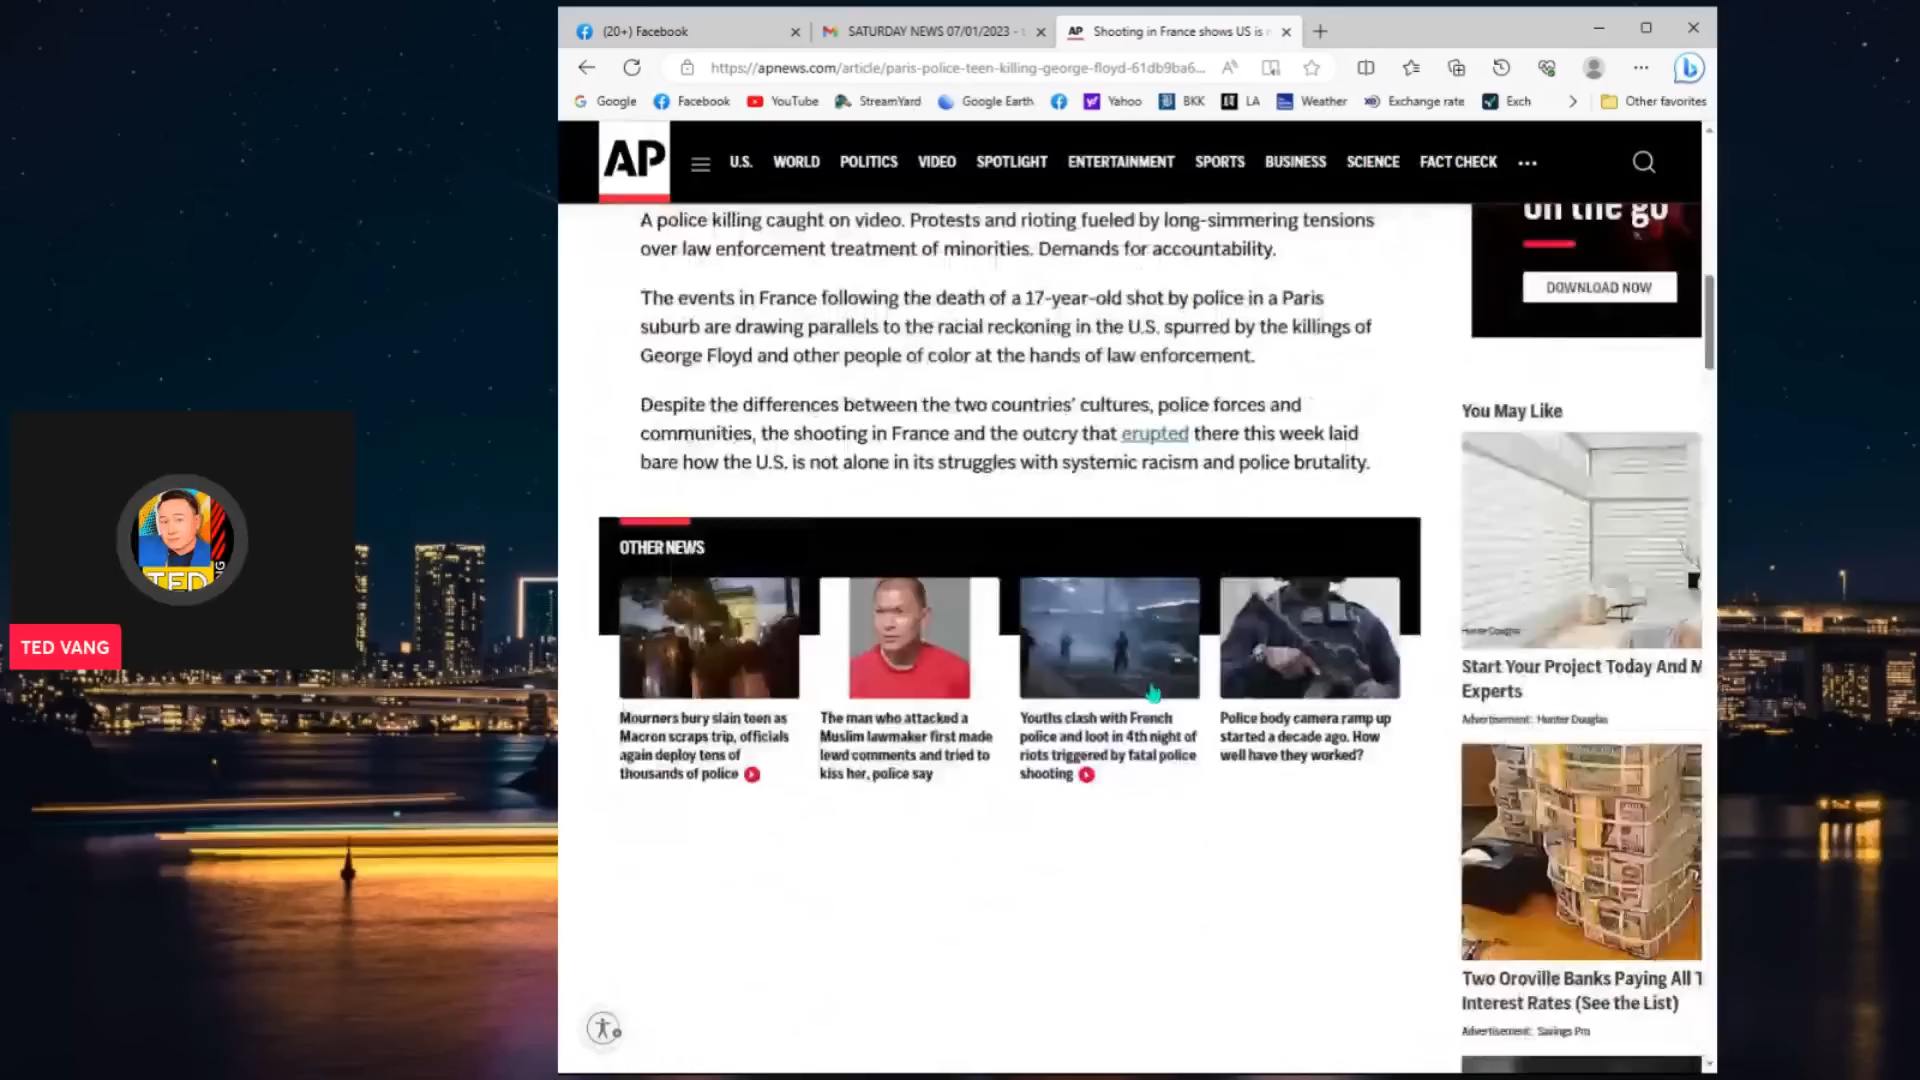 (20+) Facebook
SATURDAY NEWS 07/01/2023 -
AP Shooting in France shows US is
https://apnews.com/article/paris-police-teen-killing-george-floyd-61db9ba6...
Google Facebook YouTube StreamYard Google Earth Yahoo BKK LA Weather Exchange rate Exch Other favorites
AP
U.S. WORLD POLITICS VIDEO SPOTLIGHT ENTERTAINMENT SPORTS BUSINESS SCIENCE FACT CHECK
on the go
DOWNLOAD NOW
A police killing caught on video. Protests and rioting fueled by long-simmering tensions
over law enforcement treatment of minorities. Demands for accountability.
The events in France following the death of a 17-year-old shot by police in a Paris
suburb are drawing parallels to the racial reckoning in the U.S. spurred by the killings of
George Floyd and other people of color at the hands of law enforcement.
Despite the differences between the two countries' cultures, police forces and
communities, the shooting in France and the outcry that erupted there this week laid
bare how the U.S. is not alone in its struggles with systemic racism and police brutality.
OTHER NEWS
Mourners bury slain teen as
Macron scraps trip, officials
again deploy tens of
thousands of police
The man who attacked a
Muslim lawmaker first made
lewd comments and tried to
kiss her, police say
Youths clash with French
police and loot in 4th night of
riots triggered by fatal police
shooting
Police body camera ramp up
started a decade ago. How
well have they worked?
You May Like
Hunter Douglas
Start Your Project Today And M
Experts
Advertisement: Hunter Douglas
Two Oroville Banks Paying All T
Interest Rates (See the List)
Advertisement: Savings Pro
TED
TED VANG